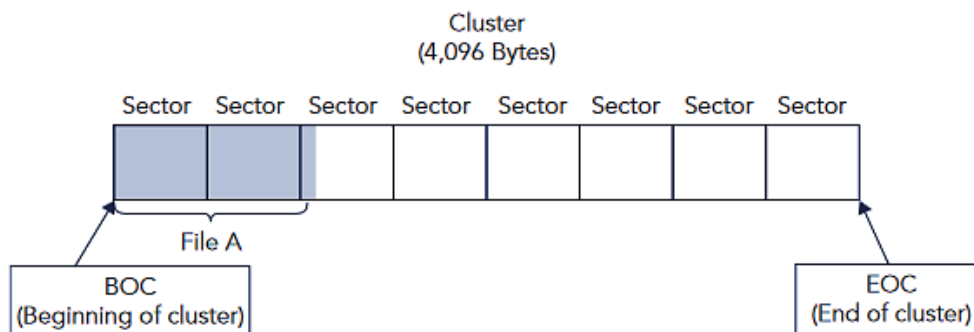 Cluster
(4,096 Bytes)
Sector Sector Sector Sector Sector Sector Sector Sector
File A
BOC
(Beginning of cluster)
EOC
(End of cluster)